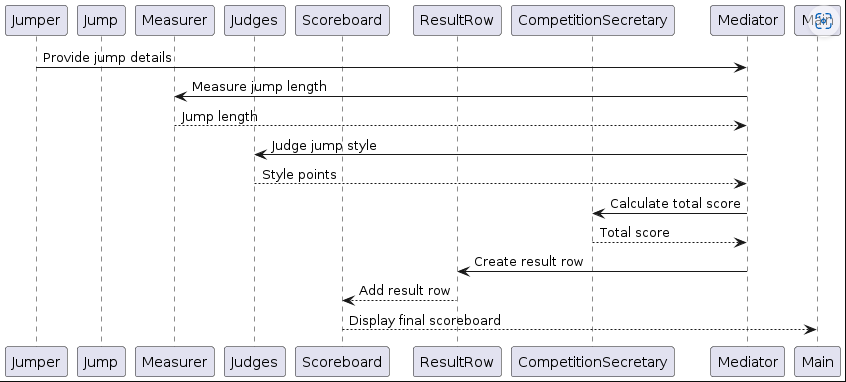 Jumper Jump Measurer Judges Scoreboard ResultRow CompetitionSecretary Mediator Main
Provide jump details
Measure jump length
Jump length
Judge jump style
Style points
Calculate total score
Total score
Create result row
Add result row
Display final scoreboard
Jumper Jump Measurer Judges Scoreboard ResultRow CompetitionSecretary Mediator Main